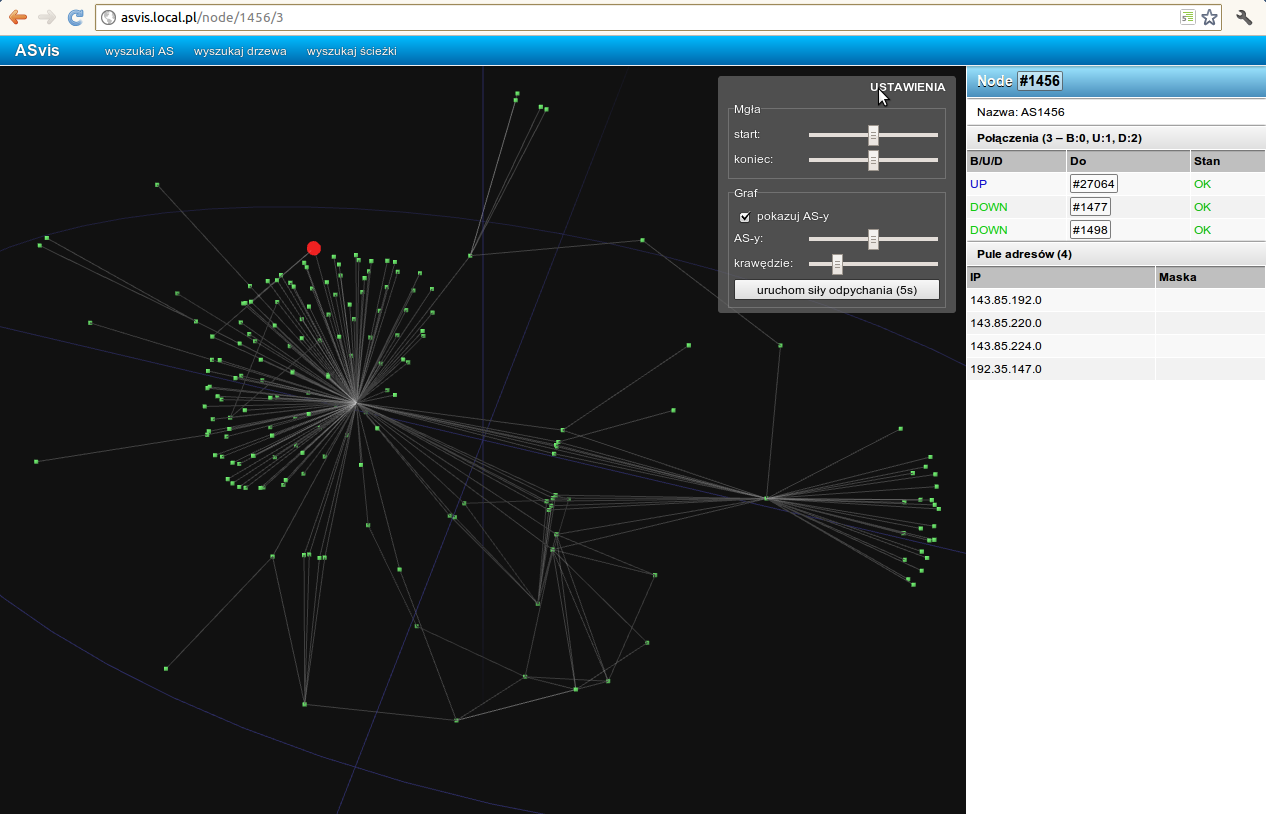 asvis.local.pl/node/1456/3
ASvis wyszukaj AS wyszukaj drzewa wyszukaj ścieżki
USTAWIENIA
Mgła
start:
koniec:
Graf
pokazuj AS-y
AS-y:
krawędzie:
uruchom siły odpychania (5s)
Node #1456
Nazwa: AS1456
Połączenia (3 – B:0, U:1, D:2)
B/U/D Do Stan
UP #27064 OK
DOWN #1477 OK
DOWN #1498 OK
Pule adresów (4)
IP Maska
143.85.192.0
143.85.220.0
143.85.224.0
192.35.147.0